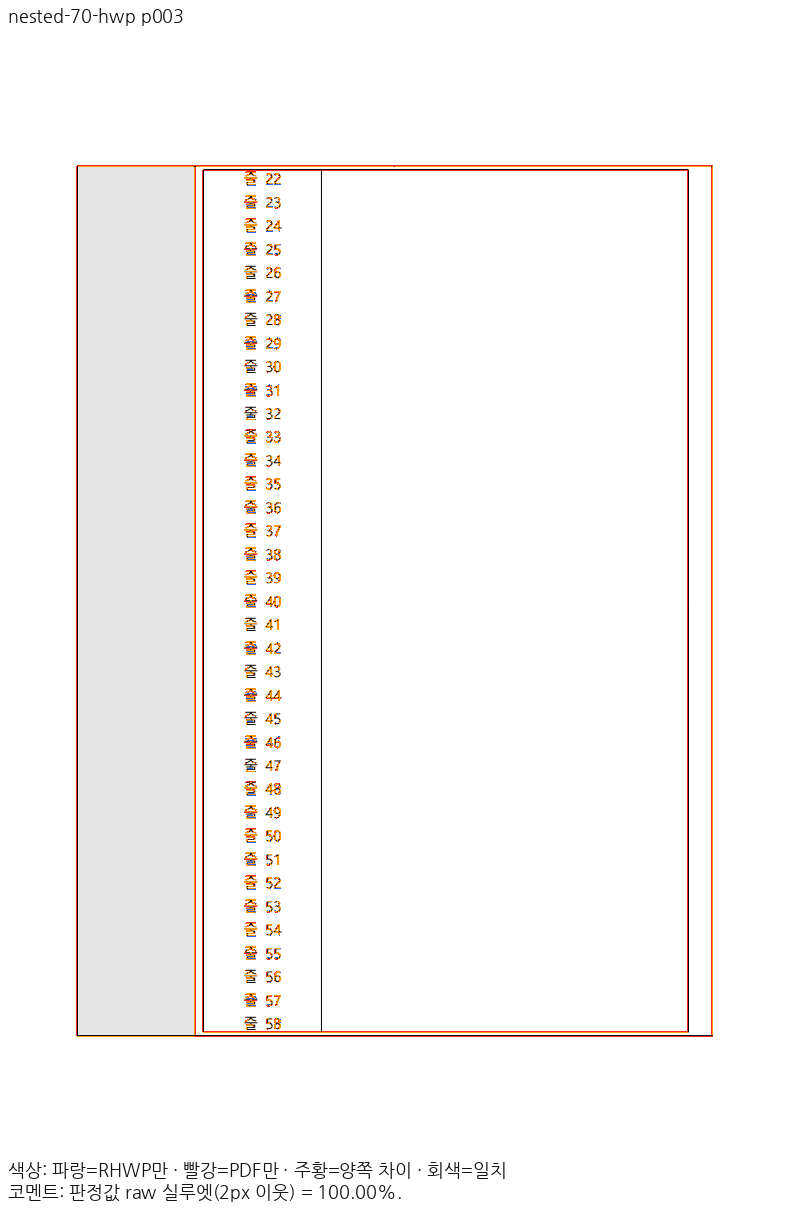 nested-70-hwp p003
줄 22
줄 23
줄 24
줄 25
줄 26
줄 27
줄 28
줄 29
줄 30
줄 31
줄 32
줄 33
줄 34
줄 35
줄 36
줄 37
줄 38
줄 39
줄 40
줄 41
줄 42
줄 43
줄 44
줄 45
줄 46
줄 47
줄 48
줄 49
줄 50
줄 51
줄 52
줄 53
줄 54
줄 55
줄 56
줄 57
줄 58
색상: 파랑=RHWP만 · 빨강=PDF만 · 주황=양쪽 차이 · 회색=일치
코멘트: 판정값 raw 실루엣(2px 이웃) = 100.00%.